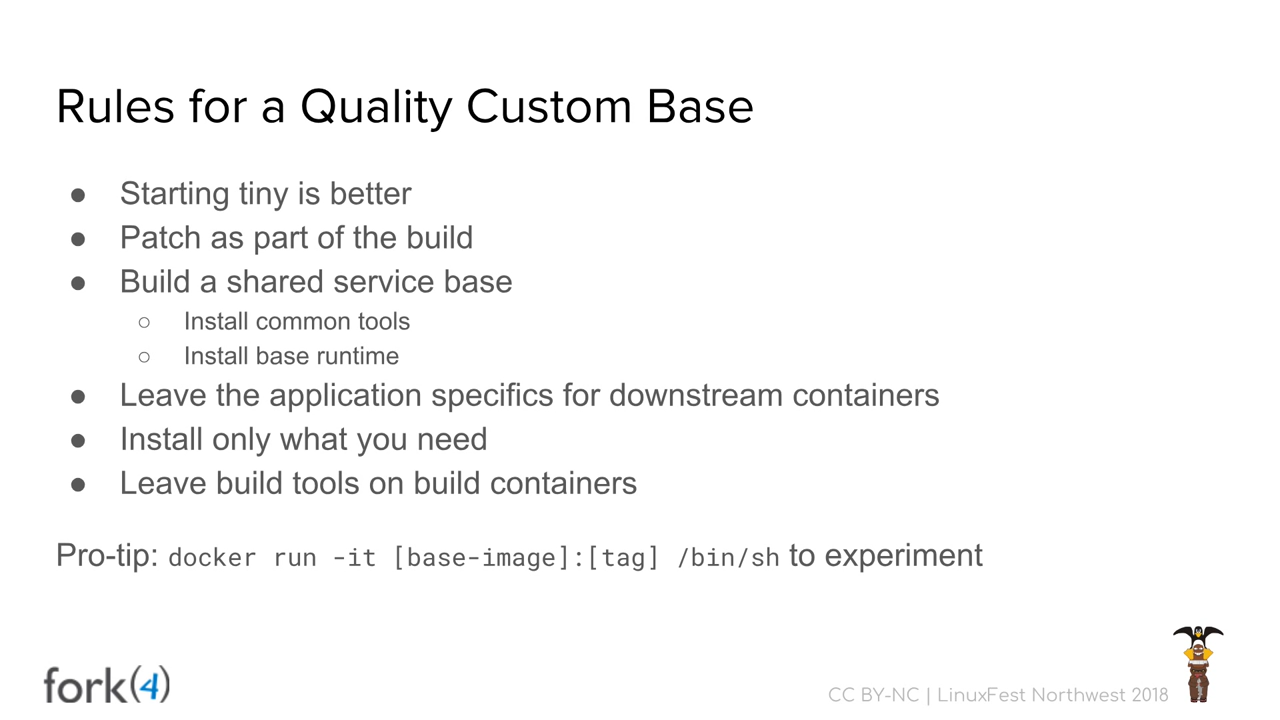 Rules for a Quality Custom Base
● Starting tiny is better
● Patch as part of the build
● Build a shared service base
○ Install common tools
○ Install base runtime
● Leave the application specifics for downstream containers
● Install only what you need
● Leave build tools on build containers
Pro-tip: docker run -it [base-image]:[tag] /bin/sh to experiment
fork(4)
CC BY-NC | LinuxFest Northwest 2018